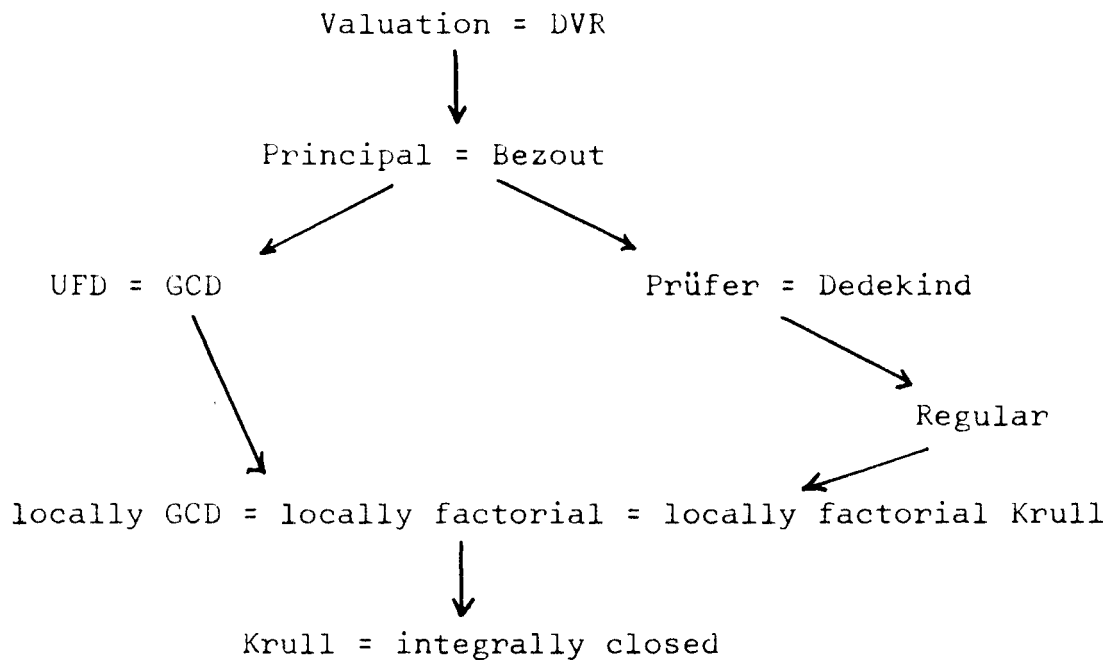 Valuation = DVR
Principal = Bezout
UFD = GCD
Prüfer = Dedekind
Regular
locally GCD = locally factorial = locally factorial Krull
Krull = integrally closed